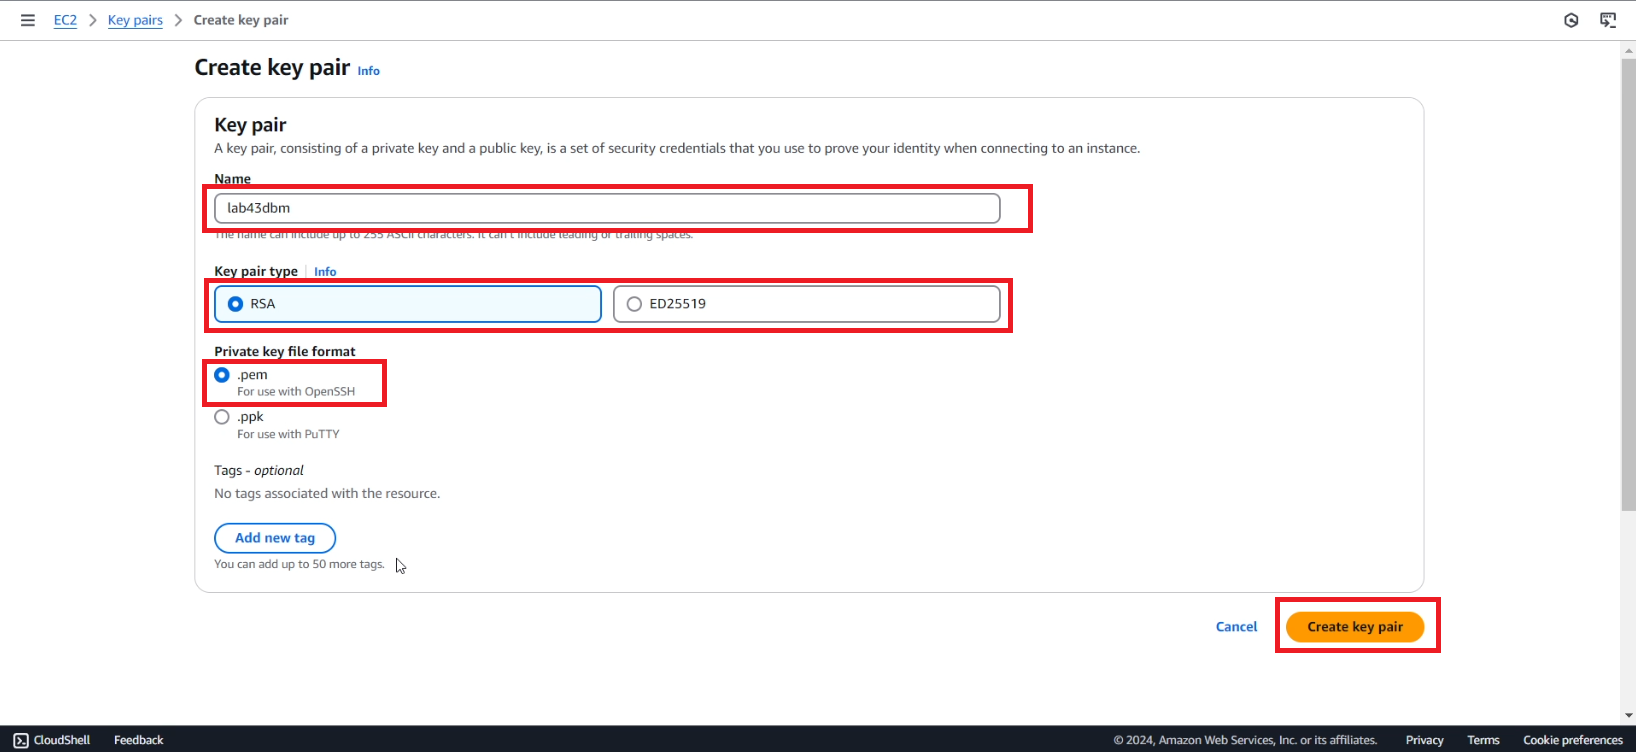 EC2 > Key pairs > Create key pair
Create key pair Info
Key pair
A key pair, consisting of a private key and a public key, is a set of security credentials that you use to prove your identity when connecting to an instance.
Name
lab43dbm
The name can include up to 255 ASCII characters. It can't include leading or trailing spaces.
Key pair type Info
RSA ED25519
Private key file format
.pem
For use with OpenSSH
.ppk
For use with PuTTY
Tags - optional
No tags associated with the resource.
Add new tag
You can add up to 50 more tags.
Cancel Create key pair
CloudShell Feedback © 2024, Amazon Web Services, Inc. or its affiliates. Privacy Terms Cookie preferences